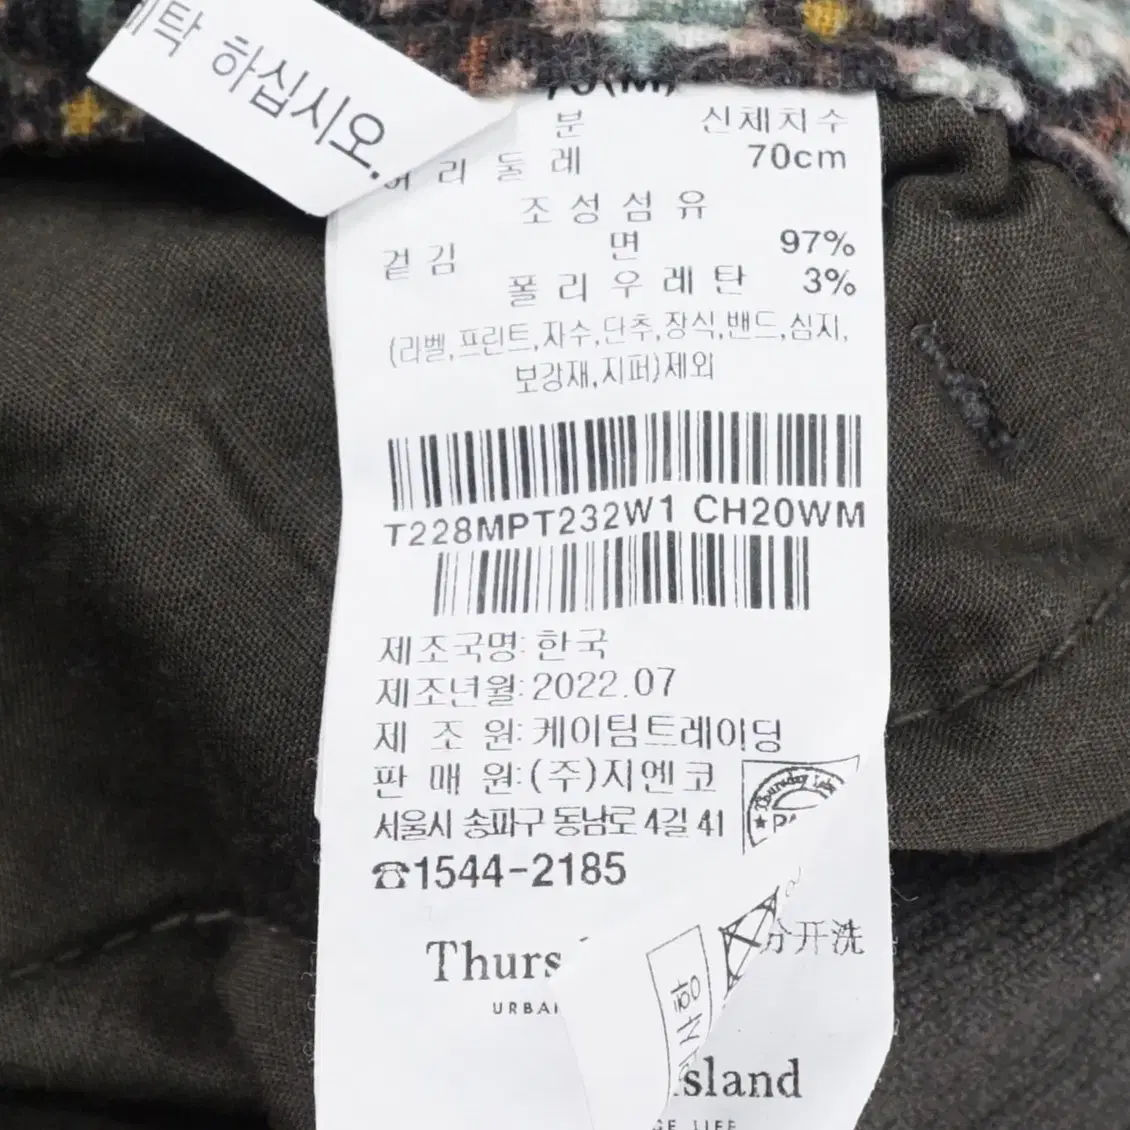 하십시오.
분 신체치수
둘레 70cm
조성섬유
겉감 면 97%
폴리우레탄 3%
(라벨,프린트,자수,단추,장식,밴드,심지,
보강재,지퍼)제외
T228MPT232W1 CH20WM
제조국명: 한국
제조년월: 2022.07
제 조 원: 케이팀트레이딩
판 매 원: (주)지엔코
서울시 송파구 동남로 4길 41
☎1544-2185
Thursday
分开洗
Thurs
URBA
sland
GE LIFE